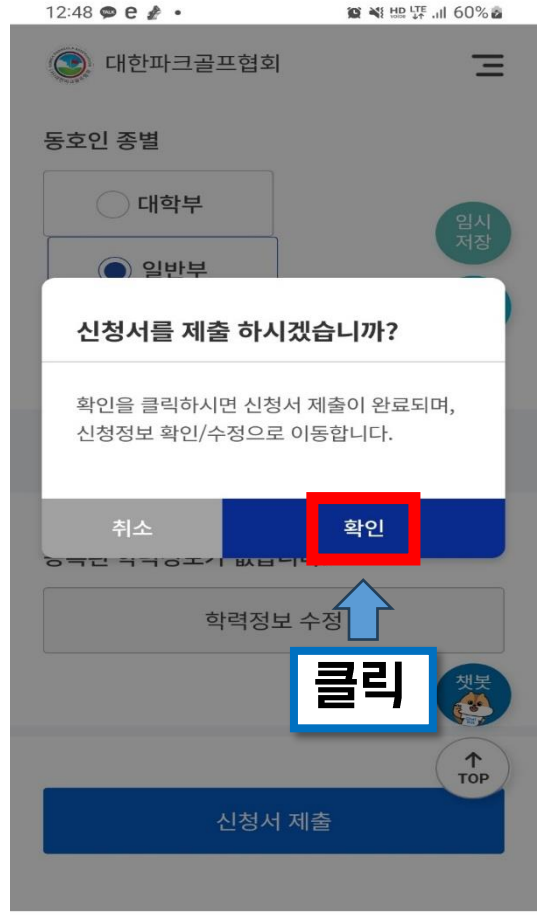 12:48
HD
VOICE
LTE
60%
대한파크골프협회
동호인 종별
대학부
임시
저장
일반부
신청서를 제출 하시겠습니까?
확인을 클릭하시면 신청서 제출이 완료되며,
신청정보 확인/수정으로 이동합니다.
취소
확인
학력정보 수정
클릭
챗봇
TOP
신청서 제출